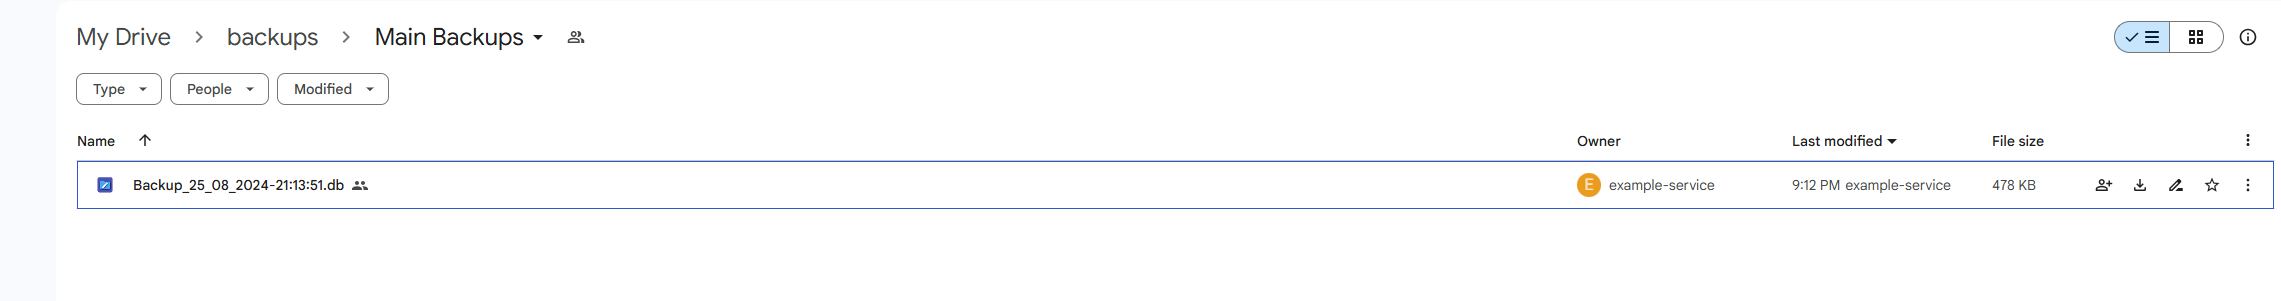 My Drive > backups > Main Backups
Type People Modified
Name Owner Last modified File size
Backup_25_08_2024-21:13:51.db E example-service 9:12 PM example-service 478 KB